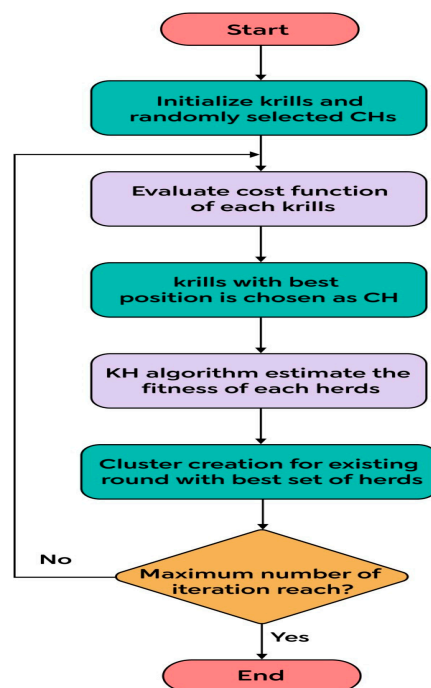 Start
Initialize krills and
randomly selected CHs
Evaluate cost function
of each krills
krills with best
position is chosen as CH
KH algorithm estimate the
fitness of each herds
Cluster creation for existing
round with best set of herds
No
Maximum number of
iteration reach?
Yes
End